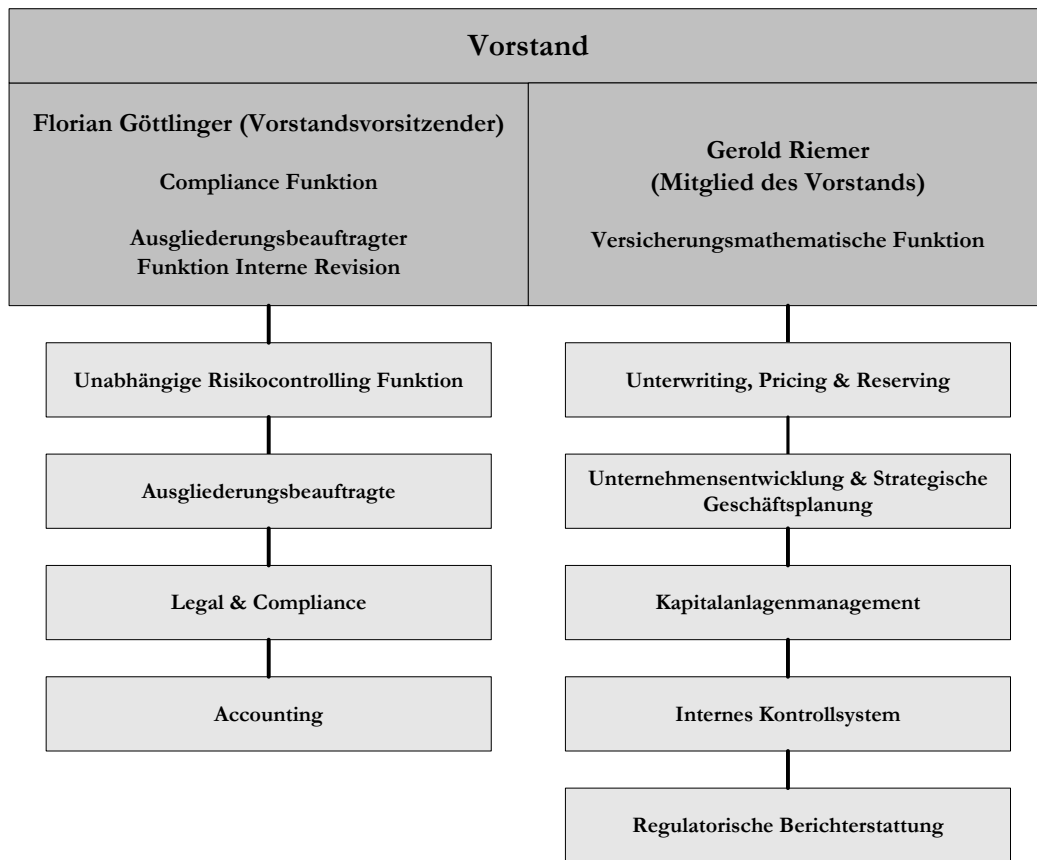 Vorstand
Florian Göttlinger (Vorstandsvorsitzender)
Compliance Funktion
Ausgliederungsbeauftragter
Funktion Interne Revision
Gerold Riemer
(Mitglied des Vorstands)
Versicherungsmathematische Funktion
Unabhängige Risikocontrolling Funktion
Ausgliederungsbeauftragte
Legal & Compliance
Accounting
Unterwriting, Pricing & Reserving
Unternehmensentwicklung & Strategische
Geschäftsplanung
Kapitalanlagenmanagement
Internes Kontrollsystem
Regulatorische Berichterstattung